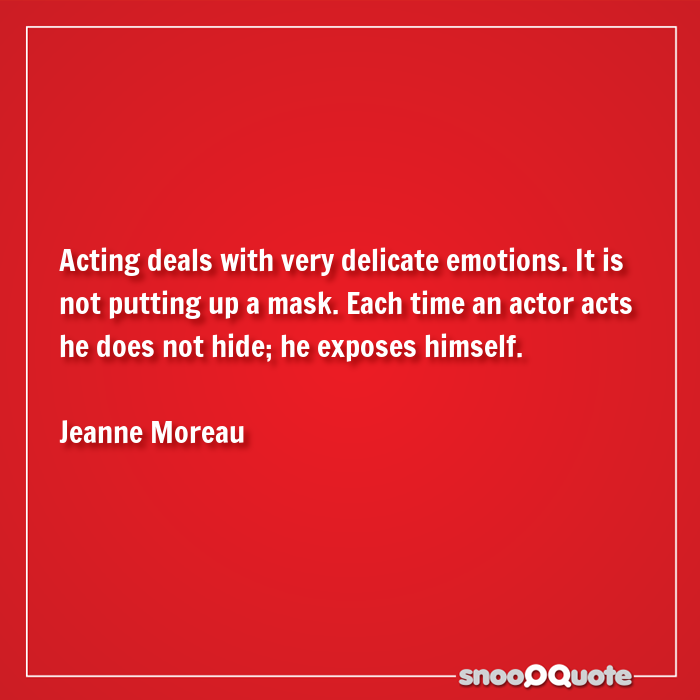 Acting deals with very delicate emotions. It is
not putting up a mask. Each time an actor acts
he does not hide; he exposes himself.
Jeanne Moreau
snooQQuote